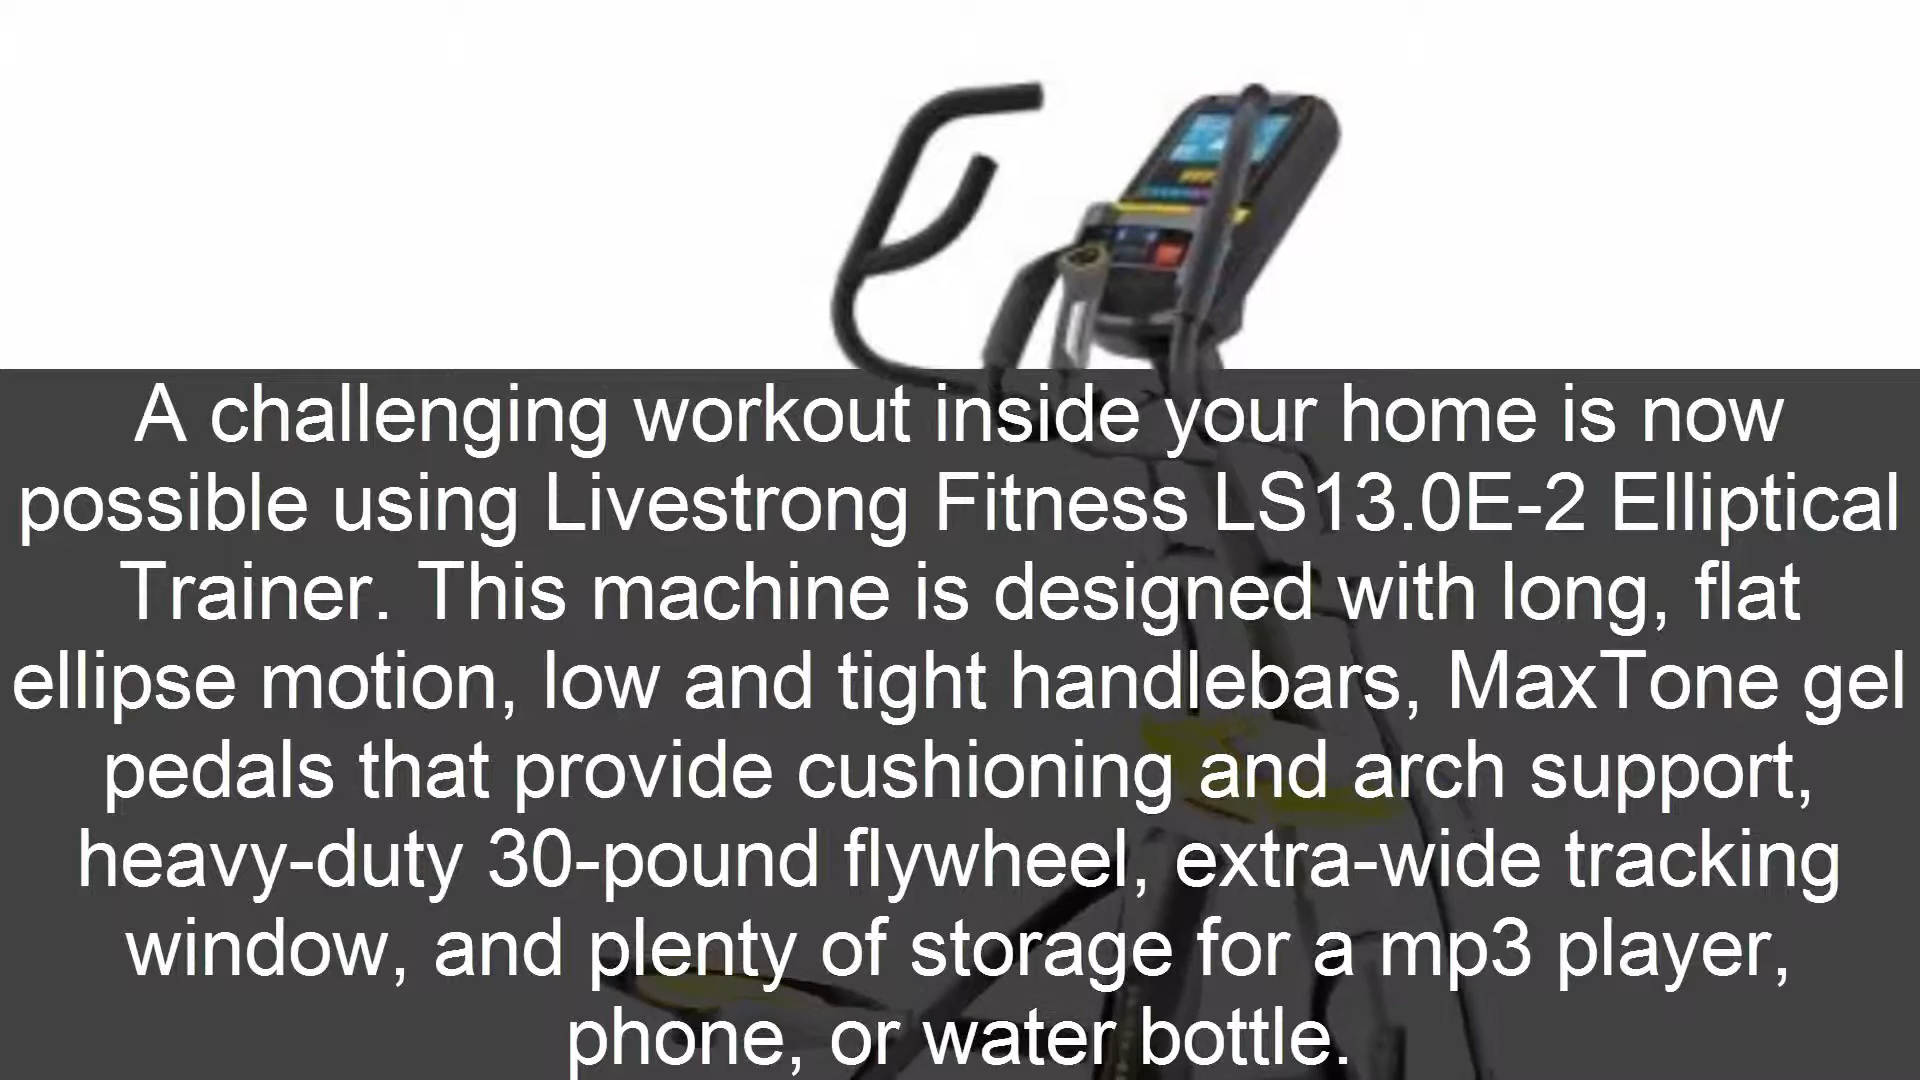 A challenging workout inside your home is now
possible using Livestrong Fitness LS13.0E-2 Elliptical
Trainer. This machine is designed with long, flat
ellipse motion, low and tight handlebars, MaxTone gel
pedals that provide cushioning and arch support,
heavy-duty 30-pound flywheel, extra-wide tracking
window, and plenty of storage for a mp3 player,
phone, or water bottle.